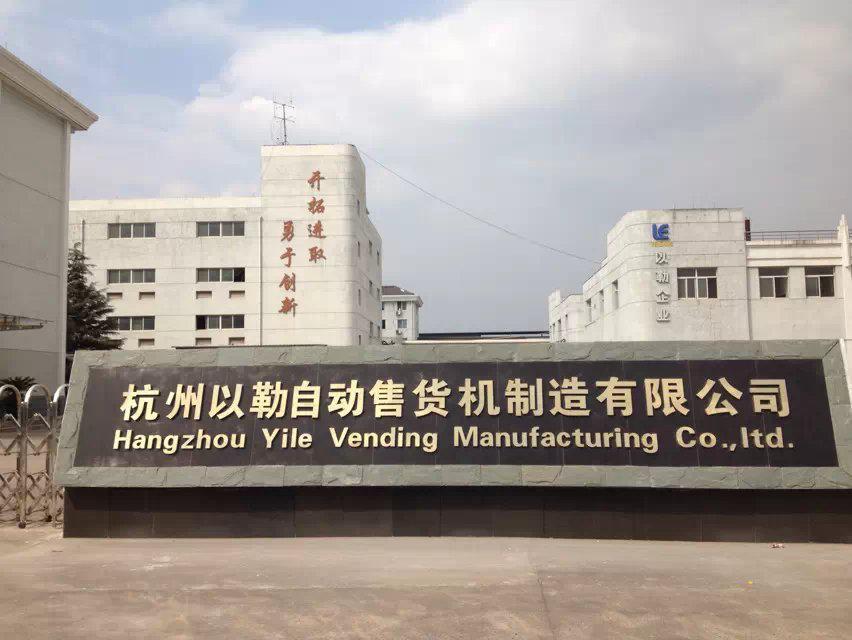 开拓进取
勇于创新
LE
以勒企业
杭州以勒自动售货机制造有限公司
Hangzhou Yile Vending Manufacturing Co.,ltd.